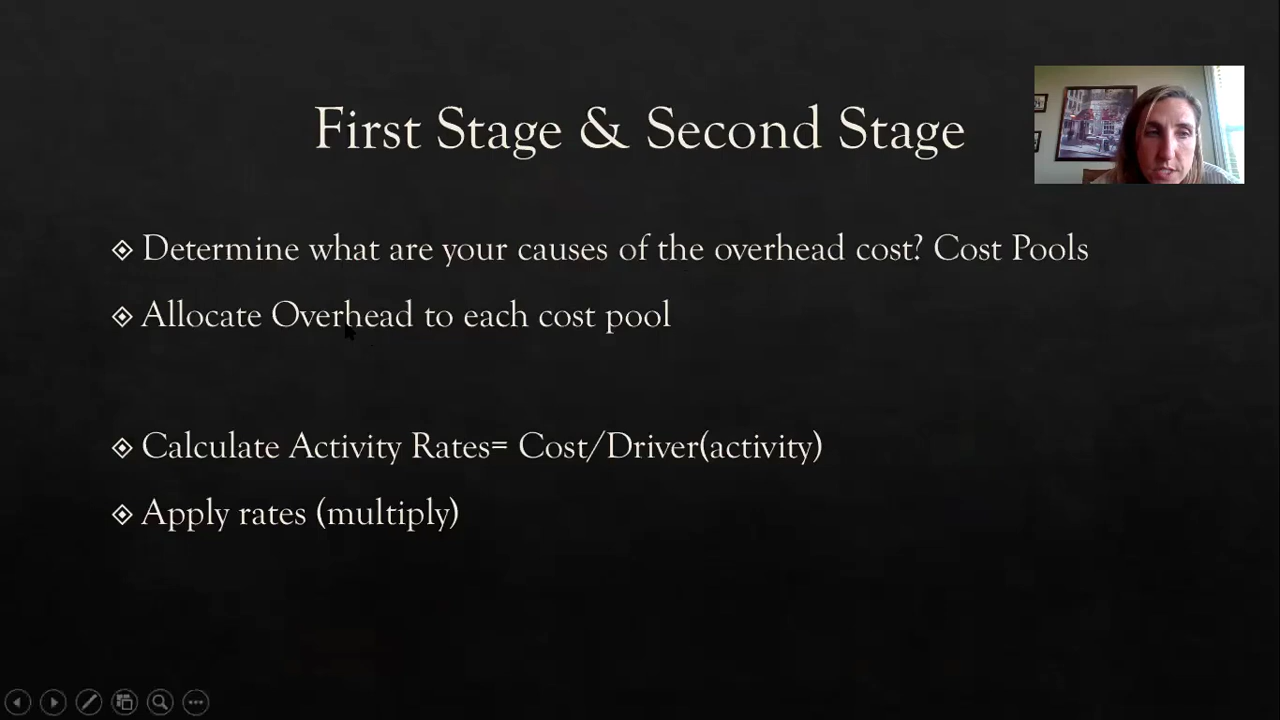 First Stage & Second Stage
Determine what are your causes of the overhead cost? Cost Pools
Allocate Overhead to each cost pool
Calculate Activity Rates= Cost/Driver(activity)
Apply rates (multiply)